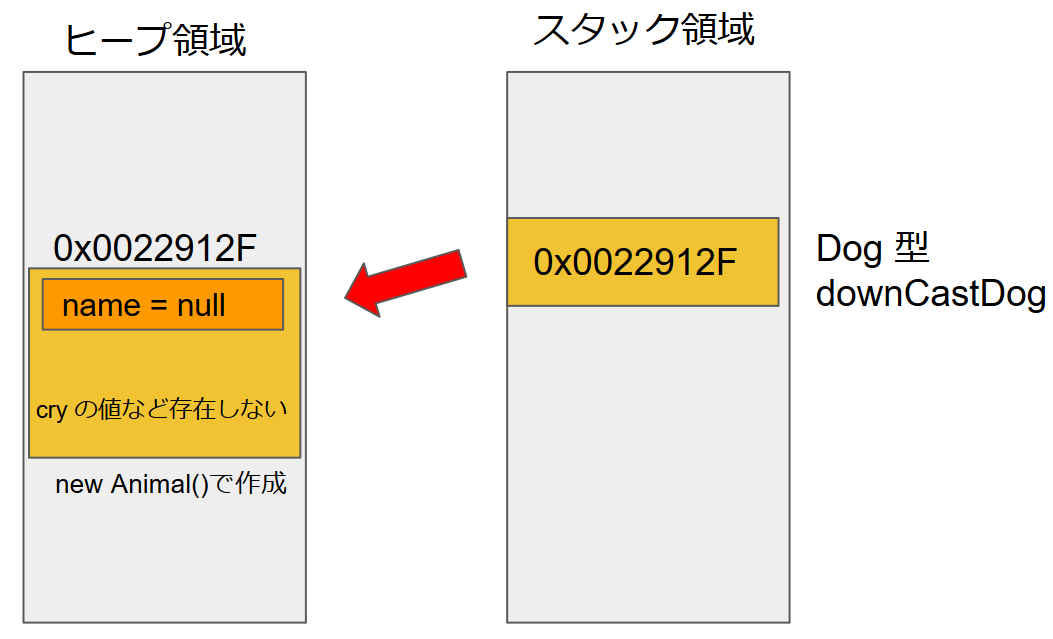 ヒープ領域
スタック領域
0x0022912F
name = null
cry の値など存在しない
new Animal()で作成
0x0022912F
Dog 型
downCastDog